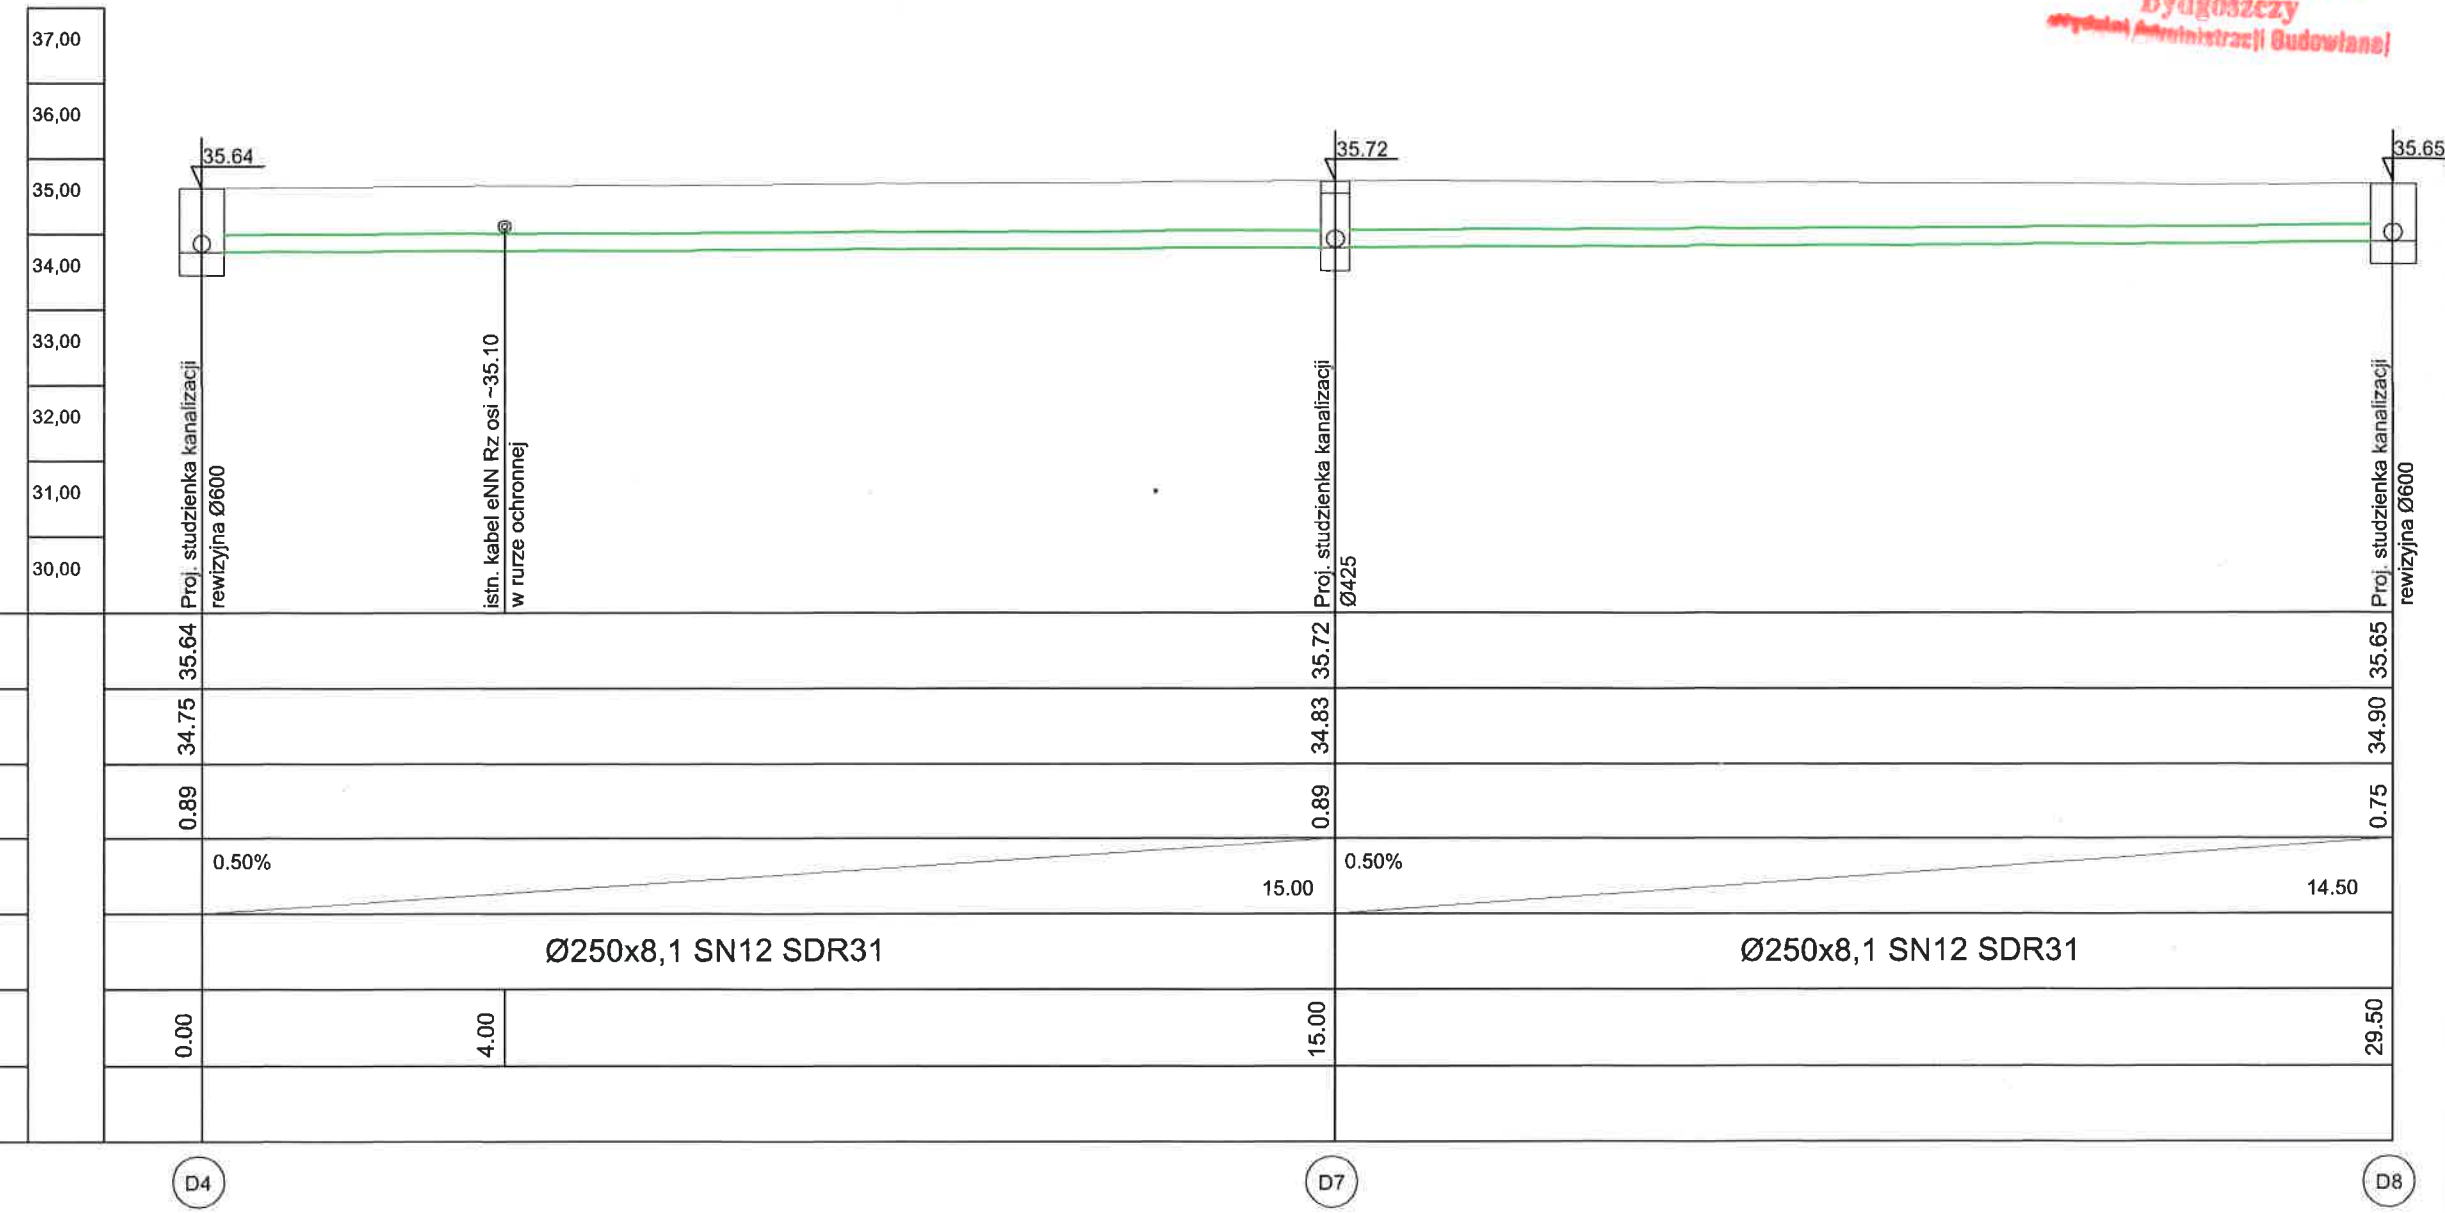 Bydgoszczy
Administracji Budowlanej
37,00
36,00
35,00
34,00
33,00
32,00
31,00
30,00
35.64
35.72
35.65
Proj. studzienka kanalizacji
rewizyjna Ø600
istn. kabel eNN Rz osi ~35.10
w rurze ochronnej
Proj. studzienka kanalizacji
Ø425
Proj. studzienka kanalizacji
rewizyjna Ø600
35.64
35.72
35.65
34.75
34.83
34.90
0.89
0.89
0.75
0.50%
15.00
0.50%
14.50
Ø250x8,1 SN12 SDR31
Ø250x8,1 SN12 SDR31
0.00
4.00
15.00
29.50
D4
D7
D8